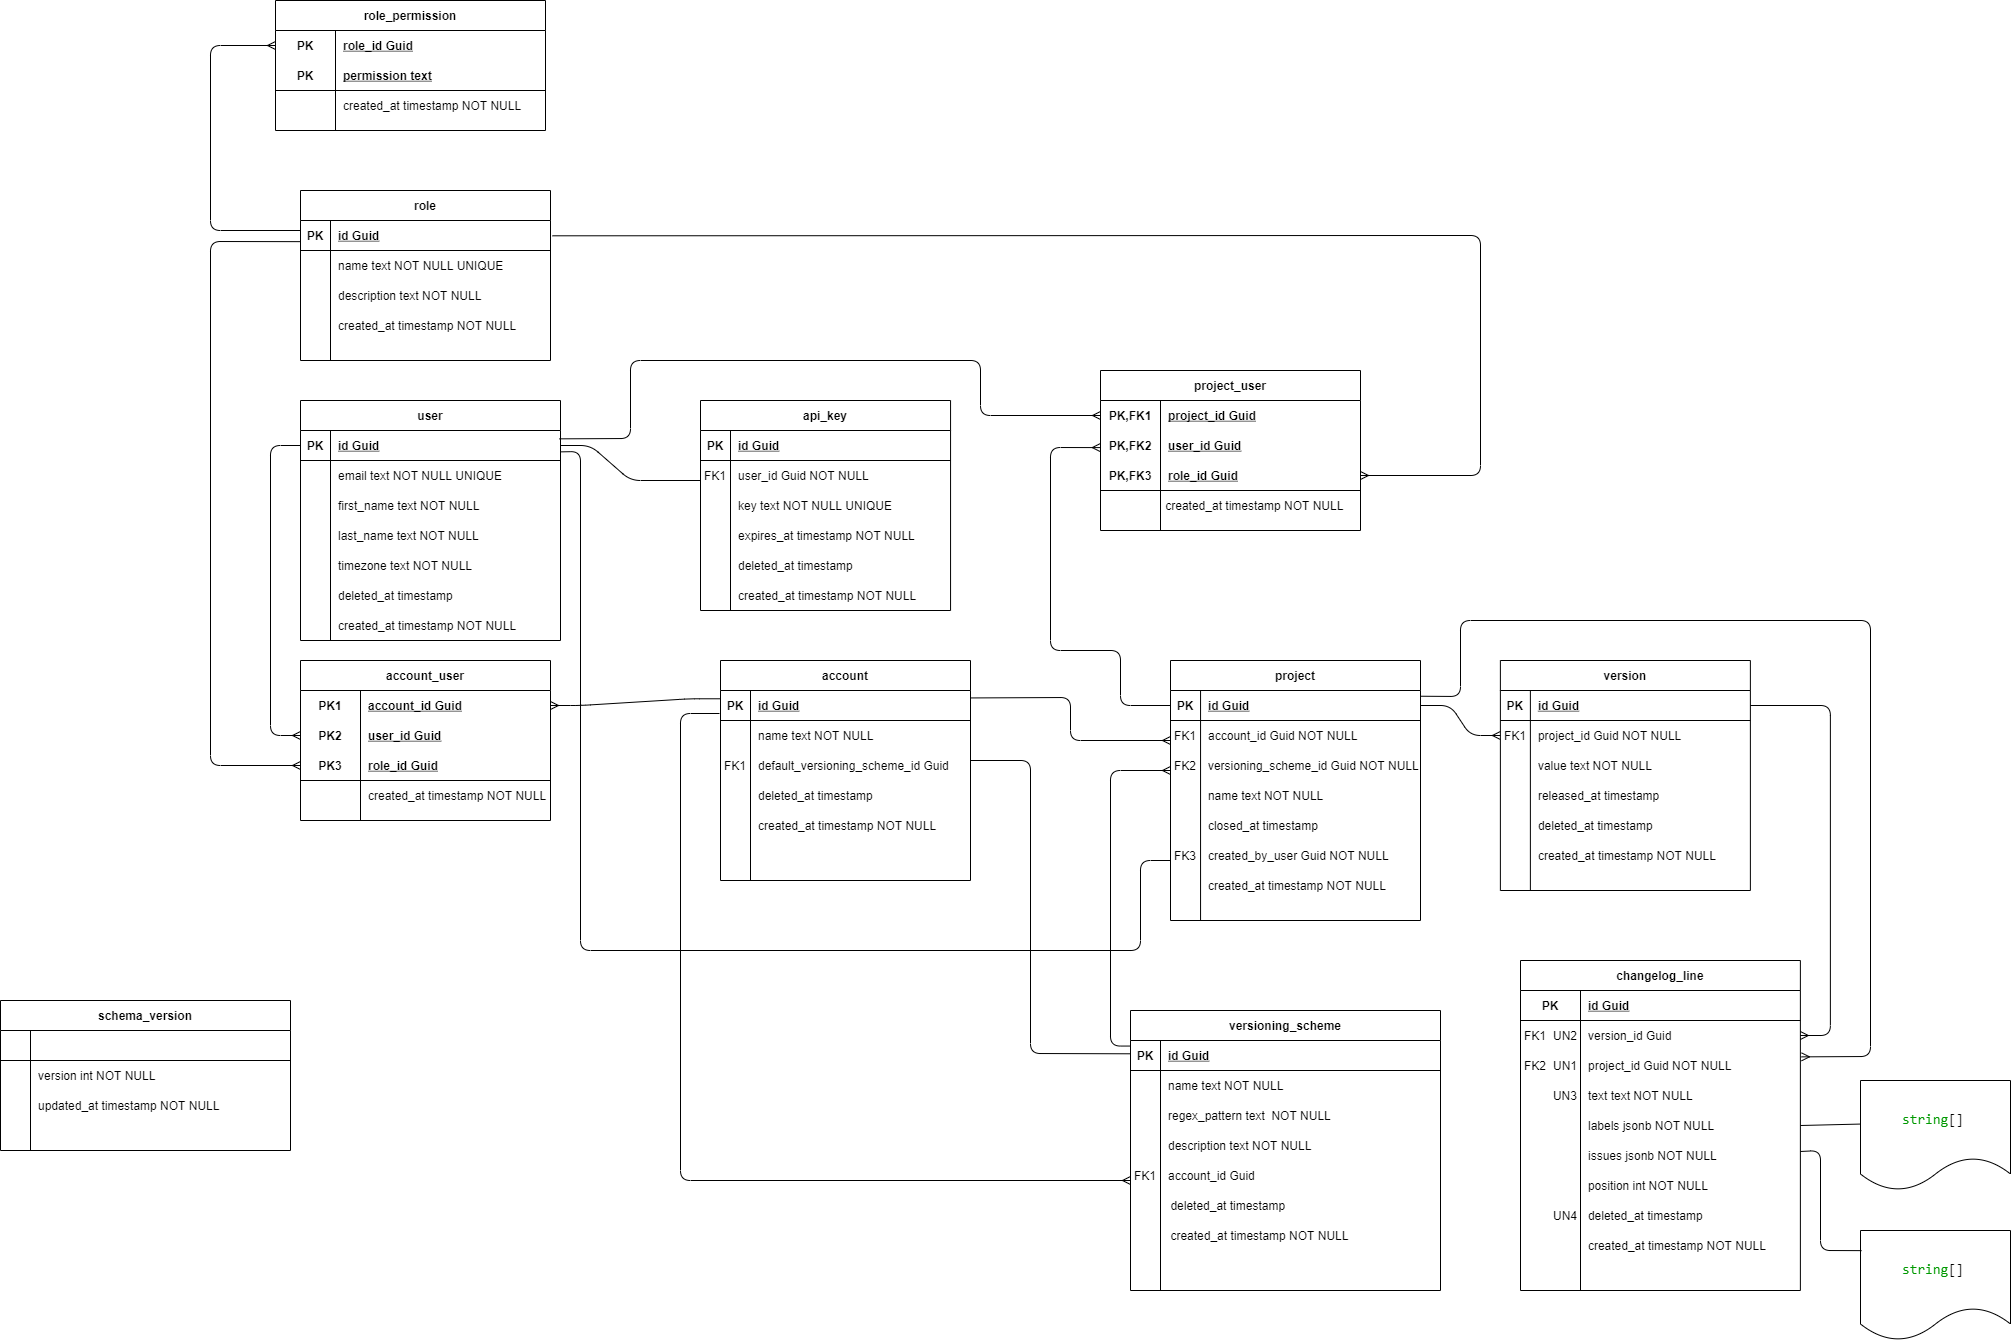 role_permission
PK role_id Guid
PK permission text
created_at timestamp NOT NULL
role
PK id Guid
name text NOT NULL UNIQUE
description text NOT NULL
created_at timestamp NOT NULL
user
PK id Guid
email text NOT NULL UNIQUE
first_name text NOT NULL
last_name text NOT NULL
timezone text NOT NULL
deleted_at timestamp
created_at timestamp NOT NULL
api_key
PK id Guid
FK1 user_id Guid NOT NULL
key text NOT NULL UNIQUE
expires_at timestamp NOT NULL
deleted_at timestamp
created_at timestamp NOT NULL
project_user
PK,FK1 project_id Guid
PK,FK2 user_id Guid
PK,FK3 role_id Guid
created_at timestamp NOT NULL
account_user
PK1 account_id Guid
PK2 user_id Guid
PK3 role_id Guid
created_at timestamp NOT NULL
account
PK id Guid
name text NOT NULL
FK1 default_versioning_scheme_id Guid
deleted_at timestamp
created_at timestamp NOT NULL
project
PK id Guid
FK1 account_id Guid NOT NULL
FK2 versioning_scheme_id Guid NOT NULL
name text NOT NULL
closed_at timestamp
FK3 created_by_user Guid NOT NULL
created_at timestamp NOT NULL
version
PK id Guid
FK1 project_id Guid NOT NULL
value text NOT NULL
released_at timestamp
deleted_at timestamp
created_at timestamp NOT NULL
schema_version
version int NOT NULL
updated_at timestamp NOT NULL
versioning_scheme
PK id Guid
name text NOT NULL
regex_pattern text NOT NULL
description text NOT NULL
FK1 account_id Guid
deleted_at timestamp
created_at timestamp NOT NULL
changelog_line
PK id Guid
FK1 UN2 version_id Guid
FK2 UN1 project_id Guid NOT NULL
UN3 text text NOT NULL
labels jsonb NOT NULL
issues jsonb NOT NULL
position int NOT NULL
UN4 deleted_at timestamp
created_at timestamp NOT NULL
string[]
string[]